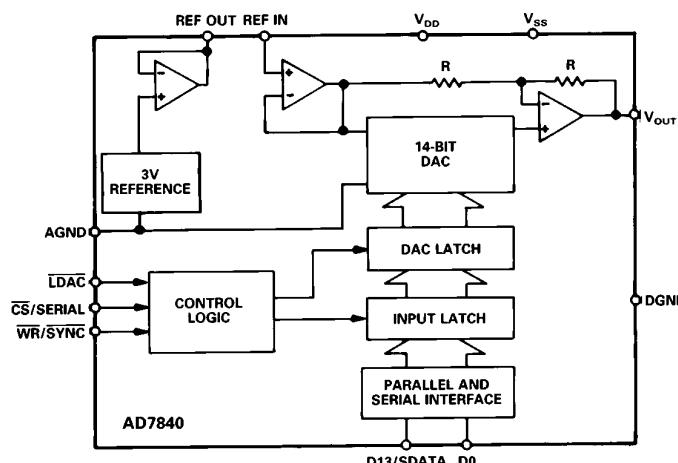 REF OUT REF IN
VDD
VSS
R
R
VOUT
14-BIT
DAC
3V
REFERENCE
AGND
DAC LATCH
LDAC
CS/SERIAL
WR/SYNC
CONTROL
LOGIC
INPUT LATCH
DGN
PARALLEL AND
SERIAL INTERFACE
AD7840
D13/SDATA D0